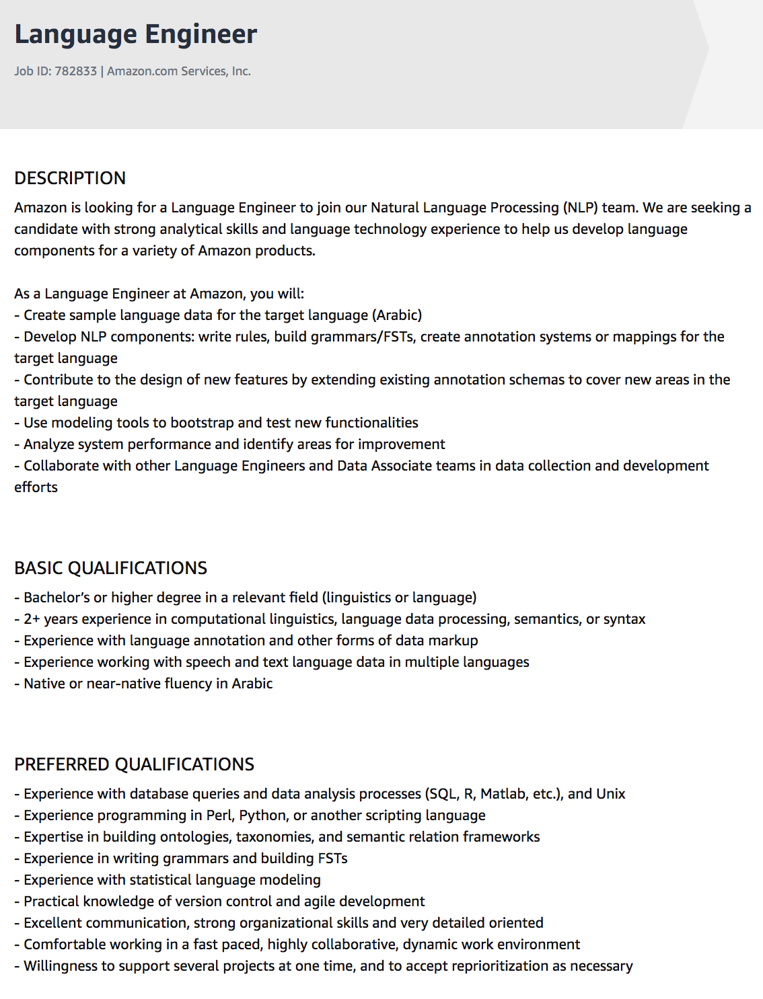 Language Engineer
Job ID: 782833 | Amazon.com Services, Inc.
DESCRIPTION
Amazon is looking for a Language Engineer to join our Natural Language Processing (NLP) team. We are seeking a
candidate with strong analytical skills and language technology experience to help us develop language
components for a variety of Amazon products.
As a Language Engineer at Amazon, you will:
- Create sample language data for the target language (Arabic)
- Develop NLP components: write rules, build grammars/FSTs, create annotation systems or mappings for the
target language
- Contribute to the design of new features by extending existing annotation schemas to cover new areas in the
target language
- Use modeling tools to bootstrap and test new functionalities
- Analyze system performance and identify areas for improvement
- Collaborate with other Language Engineers and Data Associate teams in data collection and development
efforts
BASIC QUALIFICATIONS
- Bachelor’s or higher degree in a relevant field (linguistics or language)
- 2+ years experience in computational linguistics, language data processing, semantics, or syntax
- Experience with language annotation and other forms of data markup
- Experience working with speech and text language data in multiple languages
- Native or near-native fluency in Arabic
PREFERRED QUALIFICATIONS
- Experience with database queries and data analysis processes (SQL, R, Matlab, etc.), and Unix
- Experience programming in Perl, Python, or another scripting language
- Expertise in building ontologies, taxonomies, and semantic relation frameworks
- Experience in writing grammars and building FSTs
- Experience with statistical language modeling
- Practical knowledge of version control and agile development
- Excellent communication, strong organizational skills and very detailed oriented
- Comfortable working in a fast paced, highly collaborative, dynamic work environment
- Willingness to support several projects at one time, and to accept reprioritization as necessary